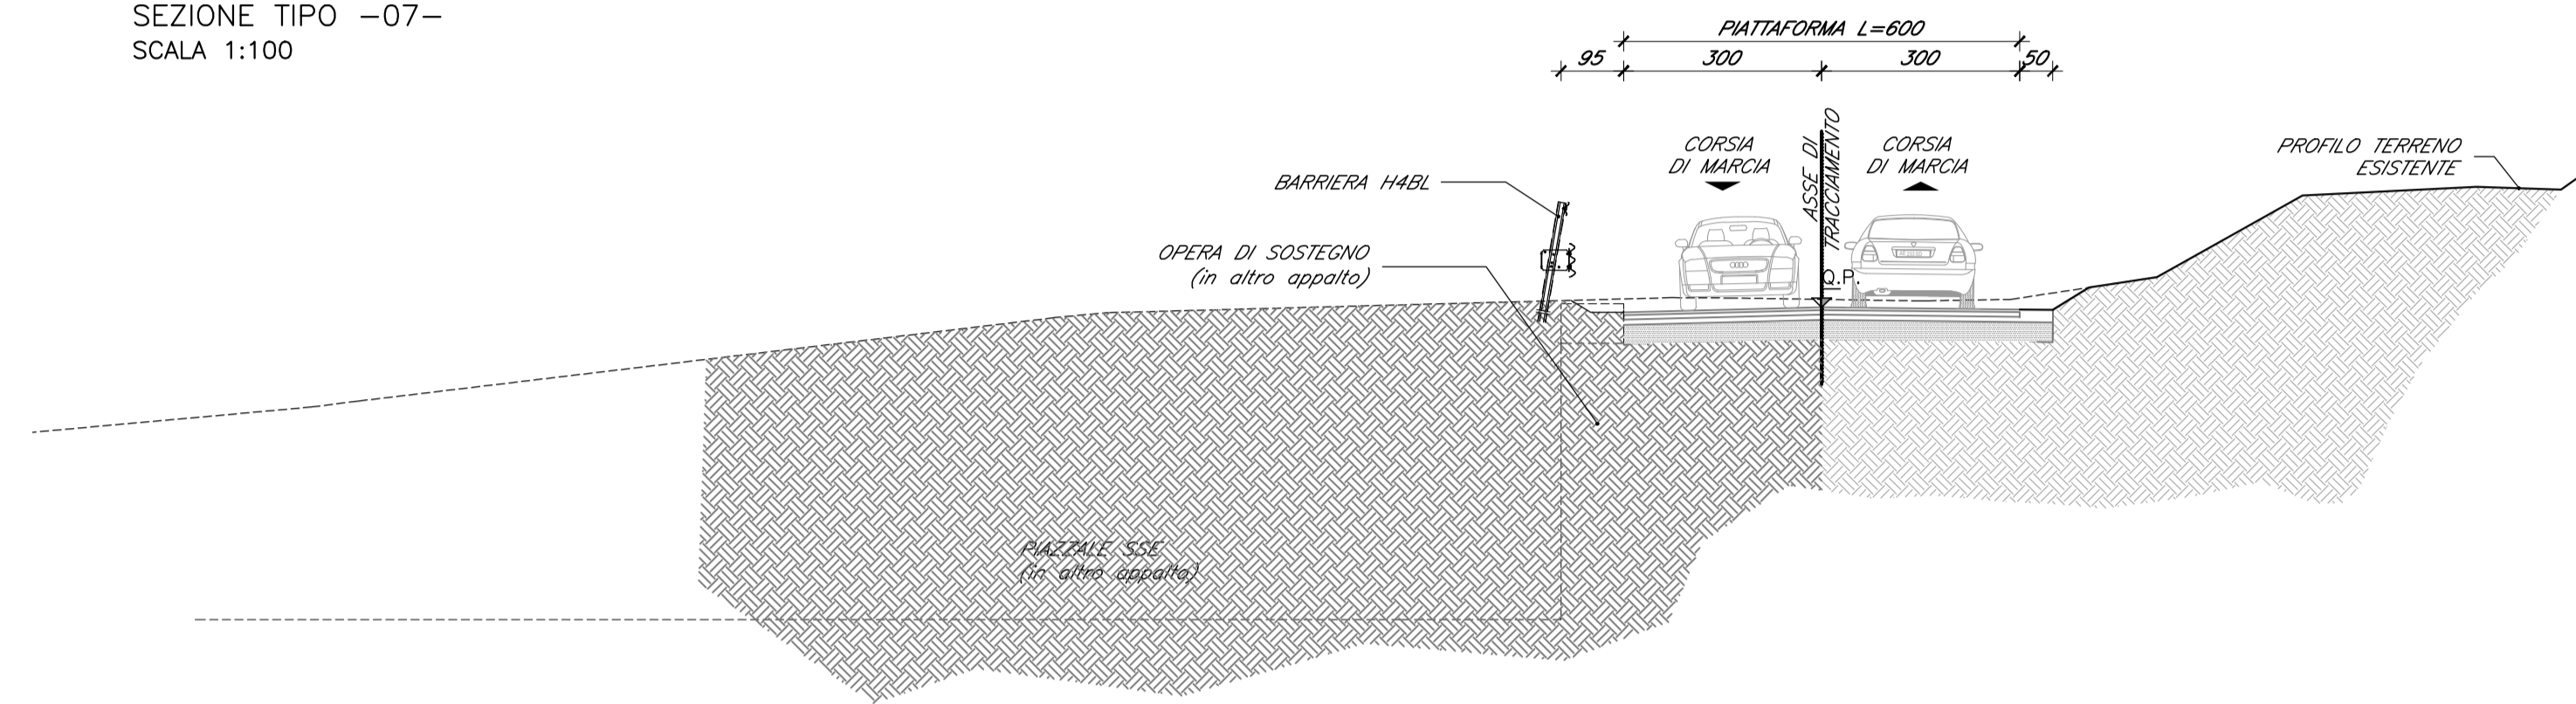 SEZIONE TIPO -07-
SCALA 1:100
PIATTAFORMA L=600
95
300
300
50
CORSIA
DI MARCIA
ASSE DI
TRACCIAMENTO
CORSIA
DI MARCIA
PROFILO TERRENO
ESISTENTE
BARRIERA H4BL
OPERA DI SOSTEGNO
(in altro appalto)
Q.P.
PIAZZALE SSE
(in altro appalto)